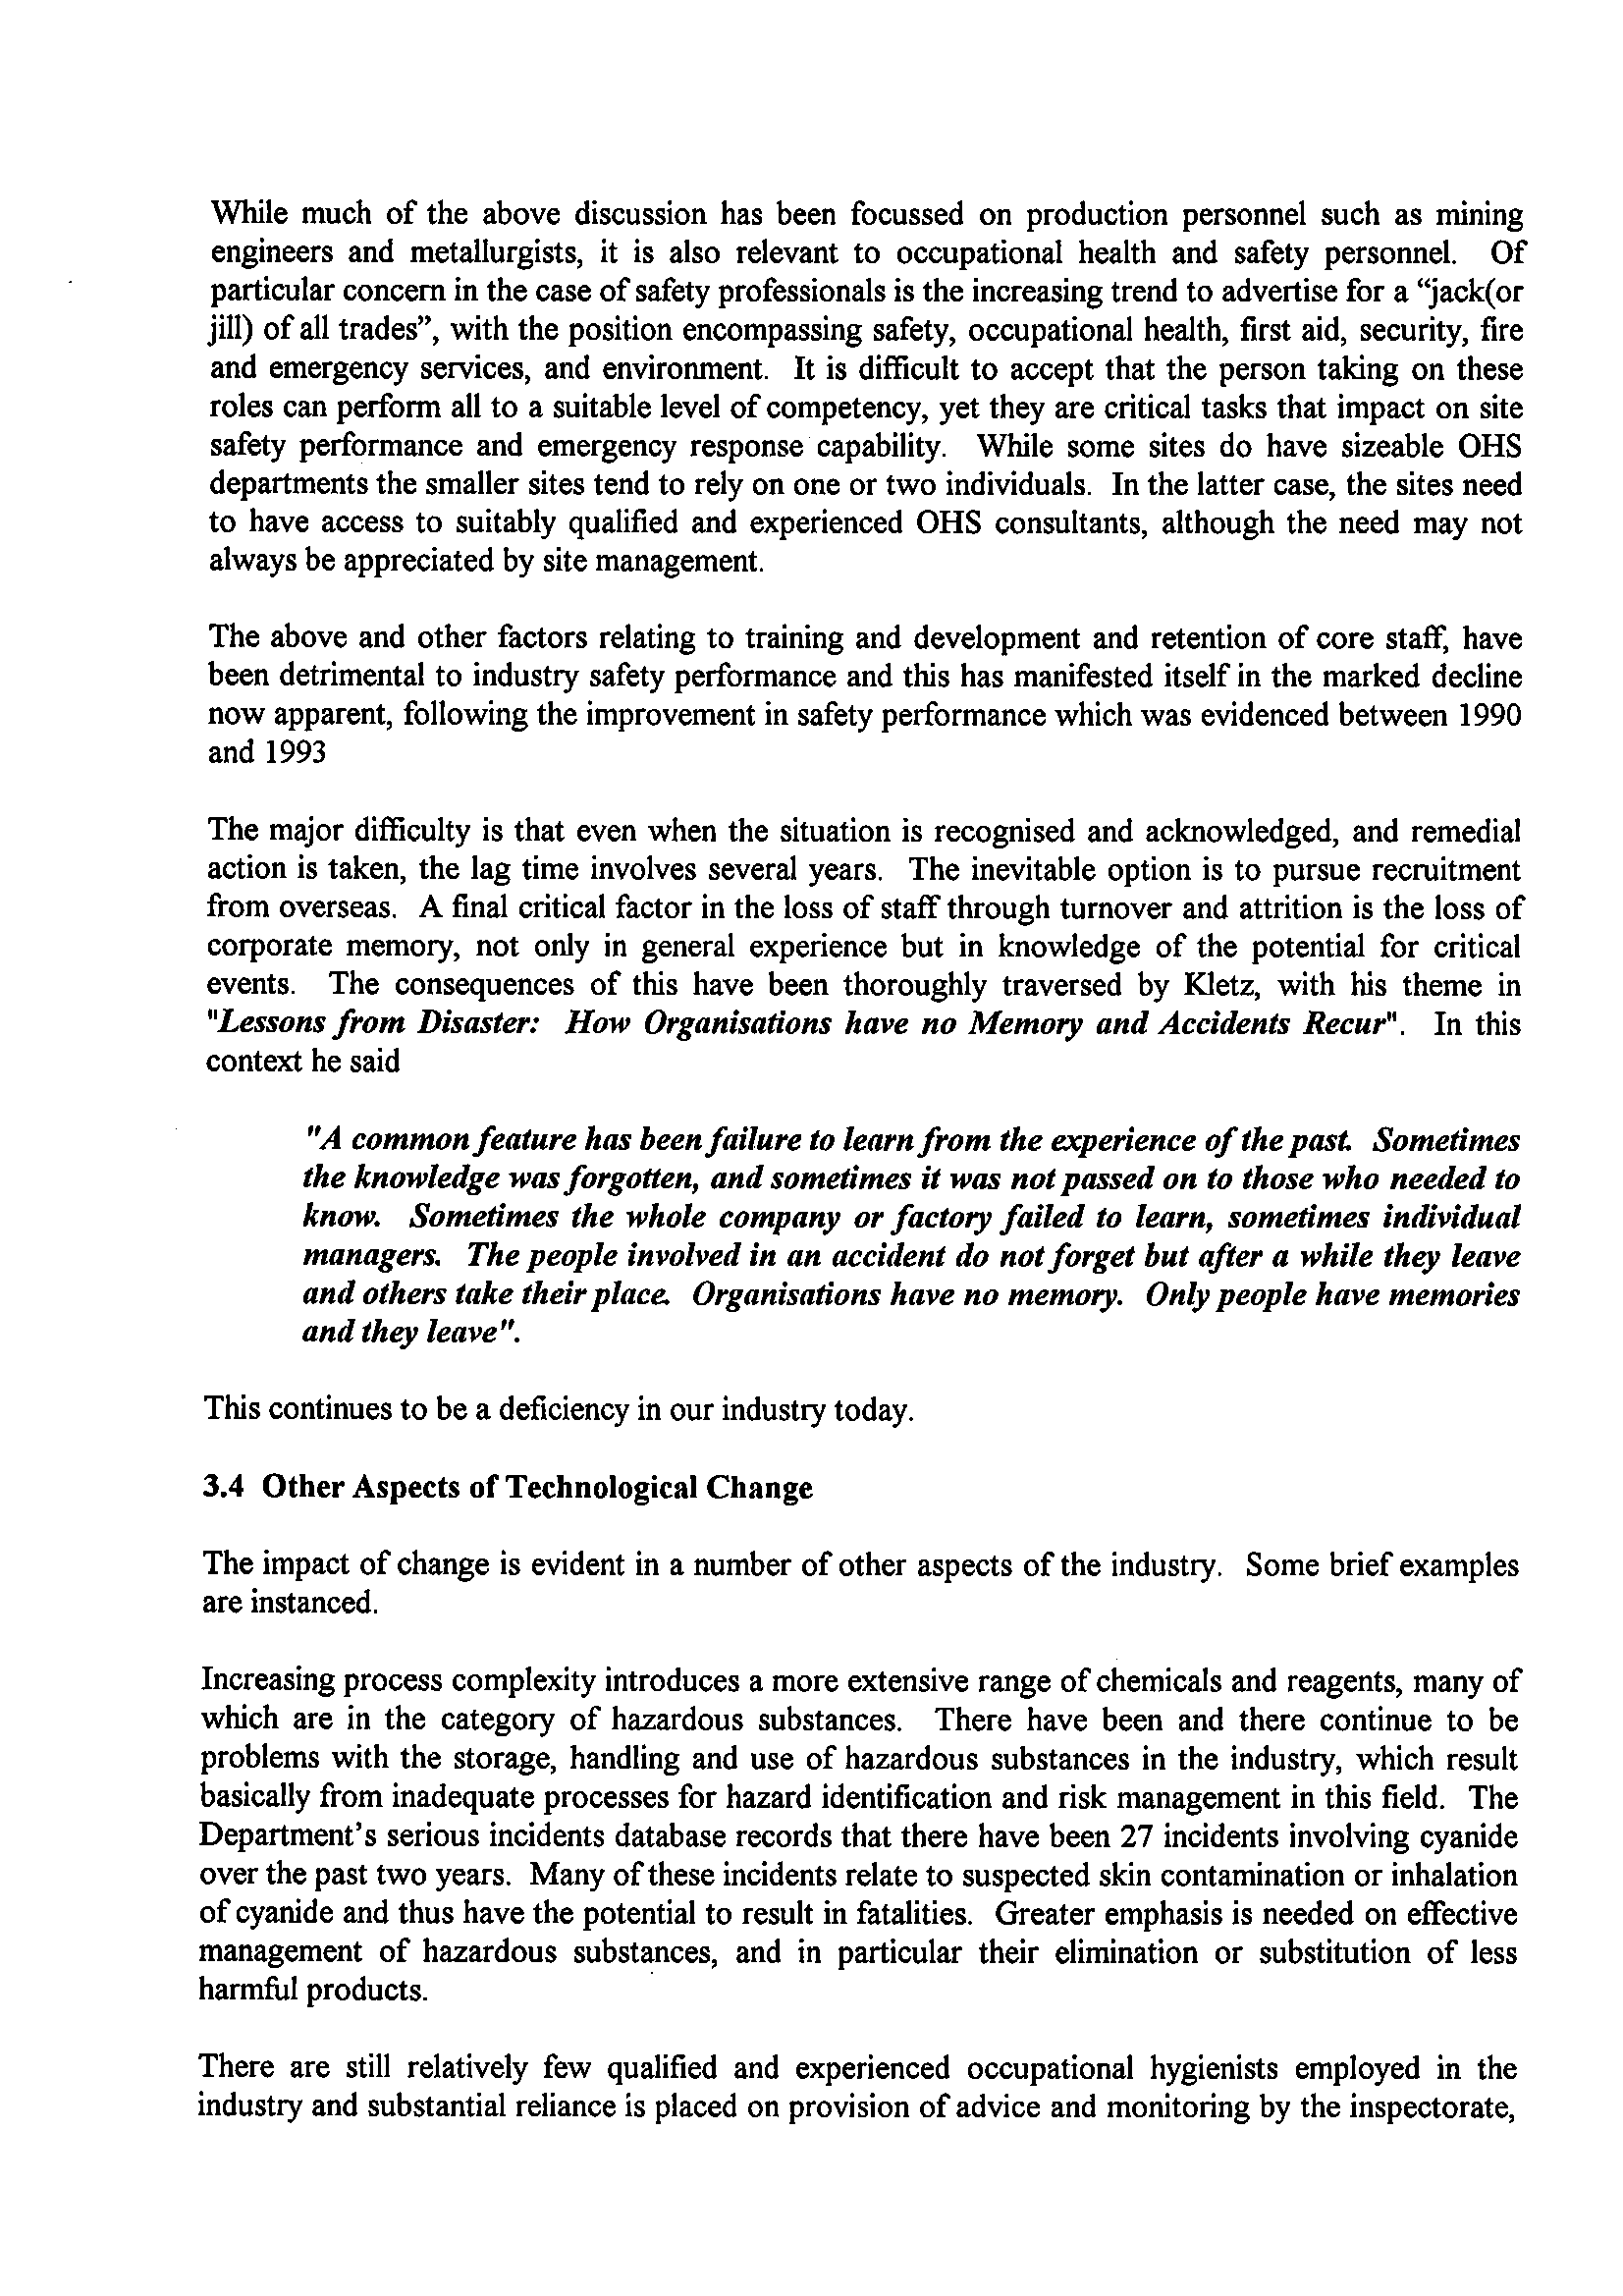 While much of the above discussion has been focussed on production personnel such as mining
engineers and metallurgists, it is also relevant to occupational health and safety personnel. Of
particular concern in the case of safety professionals is the increasing trend to advertise for a “jack(or
jill) of all trades”, with the position encompassing safety, occupational health, first aid, security, fire
and emergency services, and environment. It is difficult to accept that the person taking on these
roles can perform all to a suitable level of competency, yet they are critical tasks that impact on site
safety performance and emergency response capability. While some sites do have sizeable OHS
departments the smaller sites tend to rely on one or two individuals. In the latter case, the sites need
to have access to suitably qualified and experienced OHS consultants, although the need may not
always be appreciated by site management.
The above and other factors relating to training and development and retention of core staff, have
been detrimental to industry safety performance and this has manifested itself in the marked decline
now apparent, following the improvement in safety performance which was evidenced between 1990
and 1993
The major difficulty is that even when the situation is recognised and acknowledged, and remedial
action is taken, the lag time involves several years. The inevitable option is to pursue recruitment
from overseas. A final critical factor in the loss of staff through turnover and attrition is the loss of
corporate memory, not only in general experience but in knowledge of the potential for critical
events. The consequences of this have been thoroughly traversed by Kletz, with his theme in
"Lessons from Disaster: How Organisations have no Memory and Accidents Recur". In this
context he said
"A common feature has been failure to learn from the experience of the past. Sometimes
the knowledge was forgotten, and sometimes it was not passed on to those who needed to
know. Sometimes the whole company or factory failed to learn, sometimes individual
managers. The people involved in an accident do not forget but after a while they leave
and others take their place. Organisations have no memory. Only people have memories
and they leave".
This continues to be a deficiency in our industry today.
3.4 Other Aspects of Technological Change
The impact of change is evident in a number of other aspects of the industry. Some brief examples
are instanced.
Increasing process complexity introduces a more extensive range of chemicals and reagents, many of
which are in the category of hazardous substances. There have been and there continue to be
problems with the storage, handling and use of hazardous substances in the industry, which result
basically from inadequate processes for hazard identification and risk management in this field. The
Department’s serious incidents database records that there have been 27 incidents involving cyanide
over the past two years. Many of these incidents relate to suspected skin contamination or inhalation
of cyanide and thus have the potential to result in fatalities. Greater emphasis is needed on effective
management of hazardous substances, and in particular their elimination or substitution of less
harmful products.
There are still relatively few qualified and experienced occupational hygienists employed in the
industry and substantial reliance is placed on provision of advice and monitoring by the inspectorate,